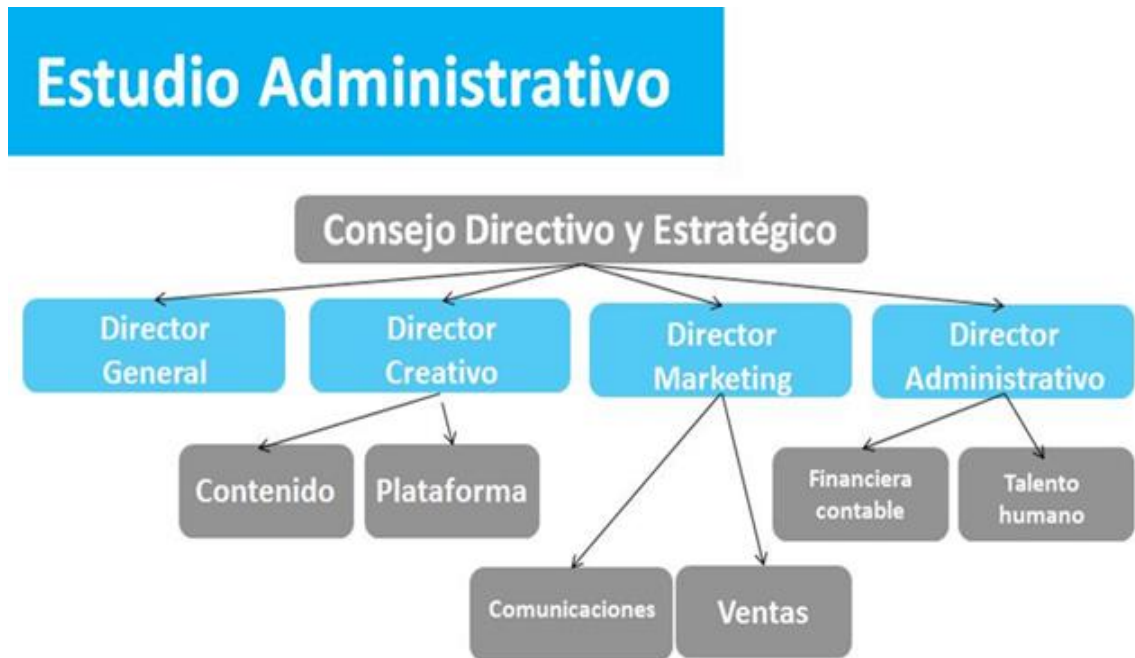 Estudio Administrativo
Consejo Directivo y Estratégico
Director
General
Director
Creativo
Director
Marketing
Director
Administrativo
Contenido
Plataforma
Financiera
contable
Talento
humano
Comunicaciones
Ventas